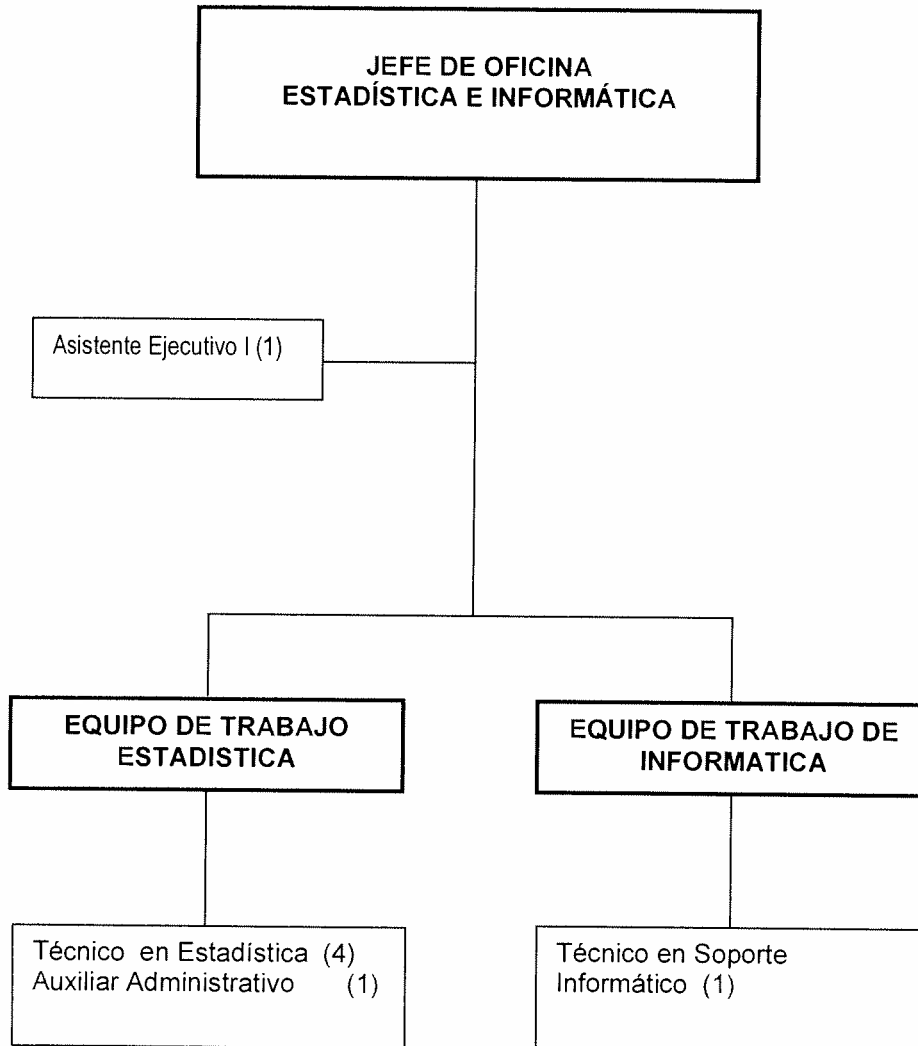 JEFE DE OFICINA
ESTADÍSTICA E INFORMÁTICA
Asistente Ejecutivo I (1)
EQUIPO DE TRABAJO
ESTADISTICA
EQUIPO DE TRABAJO DE
INFORMATICA
Técnico en Estadística (4)
Auxiliar Administrativo (1)
Técnico en Soporte
Informático (1)